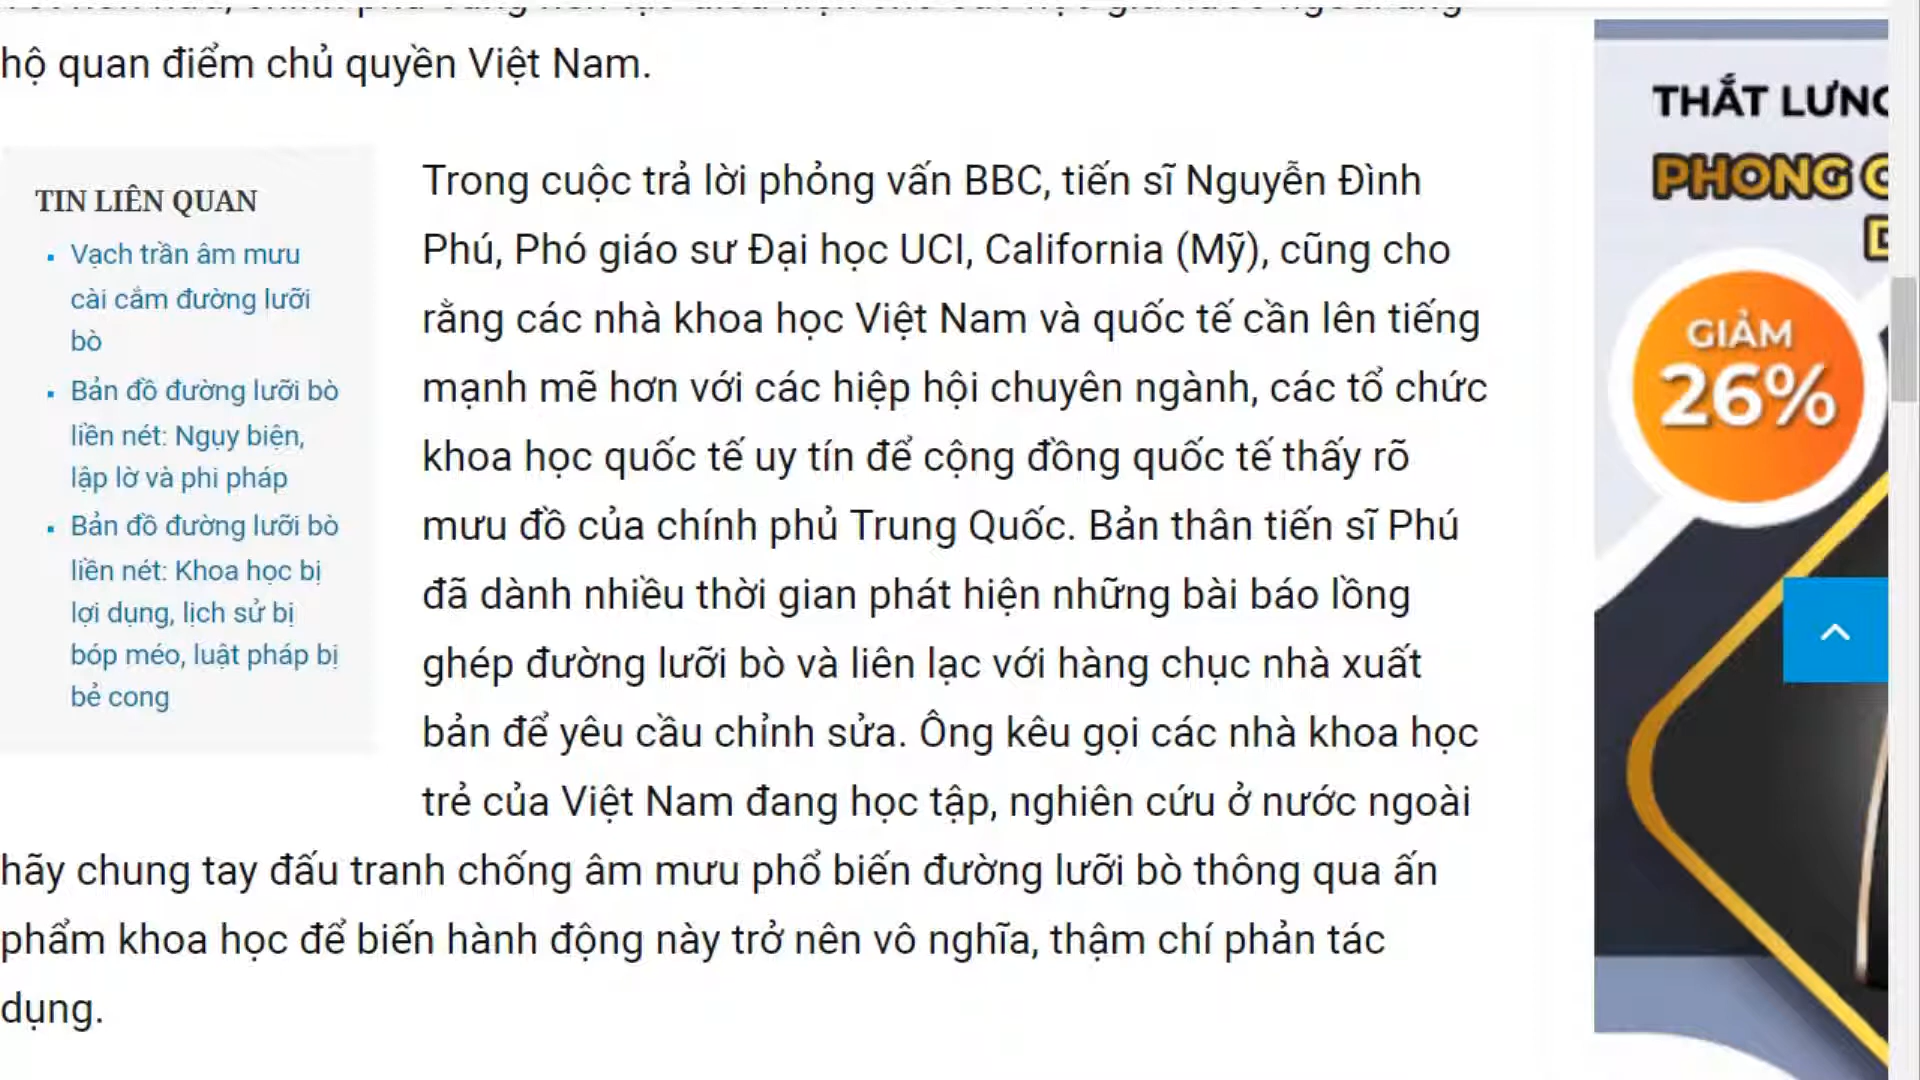 hộ quan điểm chủ quyền Việt Nam.
TIN LIÊN QUAN
Vạch trần âm mưu
cài cắm đường lưỡi
bò
Bản đồ đường lưỡi bò
liền nét: Ngụy biện,
lập lờ và phi pháp
Bản đồ đường lưỡi bò
liền nét: Khoa học bị
lợi dụng, lịch sử bị
bóp méo, luật pháp bị
bẻ cong
Trong cuộc trả lời phỏng vấn BBC, tiến sĩ Nguyễn Đình
Phú, Phó giáo sư Đại học UCI, California (Mỹ), cũng cho
rằng các nhà khoa học Việt Nam và quốc tế cần lên tiếng
mạnh mẽ hơn với các hiệp hội chuyên ngành, các tổ chức
khoa học quốc tế uy tín để cộng đồng quốc tế thấy rõ
mưu đồ của chính phủ Trung Quốc. Bản thân tiến sĩ Phú
đã dành nhiều thời gian phát hiện những bài báo lồng
ghép đường lưỡi bò và liên lạc với hàng chục nhà xuất
bản để yêu cầu chỉnh sửa. Ông kêu gọi các nhà khoa học
trẻ của Việt Nam đang học tập, nghiên cứu ở nước ngoài
hãy chung tay đấu tranh chống âm mưu phổ biến đường lưỡi bò thông qua ấn
phẩm khoa học để biến hành động này trở nên vô nghĩa, thậm chí phản tác
dụng.
THẮT LƯNG
PHONG
GIẢM
26%